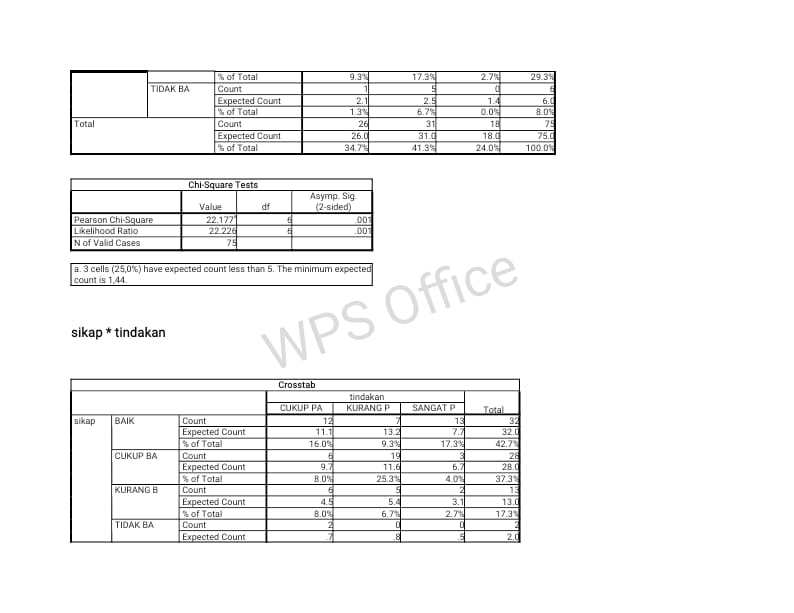 % of Total 9.3% 17.3% 2.7% 29.3%
TIDAK BA Count 1 5 0 6
Expected Count 2.1 2.5 1.4 6.0
% of Total 1.3% 6.7% 0.0% 8.0%
Total Count 26 31 18 75
Expected Count 26.0 31.0 18.0 75.0
% of Total 34.7% 41.3% 24.0% 100.0%
Chi-Square Tests
Value df Asymp. Sig. (2-sided)
Pearson Chi-Square 22.177a 6 .001
Likelihood Ratio 22.226 6 .001
N of Valid Cases 75
a. 3 cells (25,0%) have expected count less than 5. The minimum expected
count is 1,44.
WPS Office
sikap * tindakan
Crosstab
tindakan
CUKUP PA KURANG P SANGAT P Total
sikap BAIK Count 12 7 13 32
Expected Count 11.1 13.2 7.7 32.0
% of Total 16.0% 9.3% 17.3% 42.7%
CUKUP BA Count 6 19 3 28
Expected Count 9.7 11.6 6.7 28.0
% of Total 8.0% 25.3% 4.0% 37.3%
KURANG B Count 6 5 2 13
Expected Count 4.5 5.4 3.1 13.0
% of Total 8.0% 6.7% 2.7% 17.3%
TIDAK BA Count 2 0 0 2
Expected Count .7 .8 .5 2.0